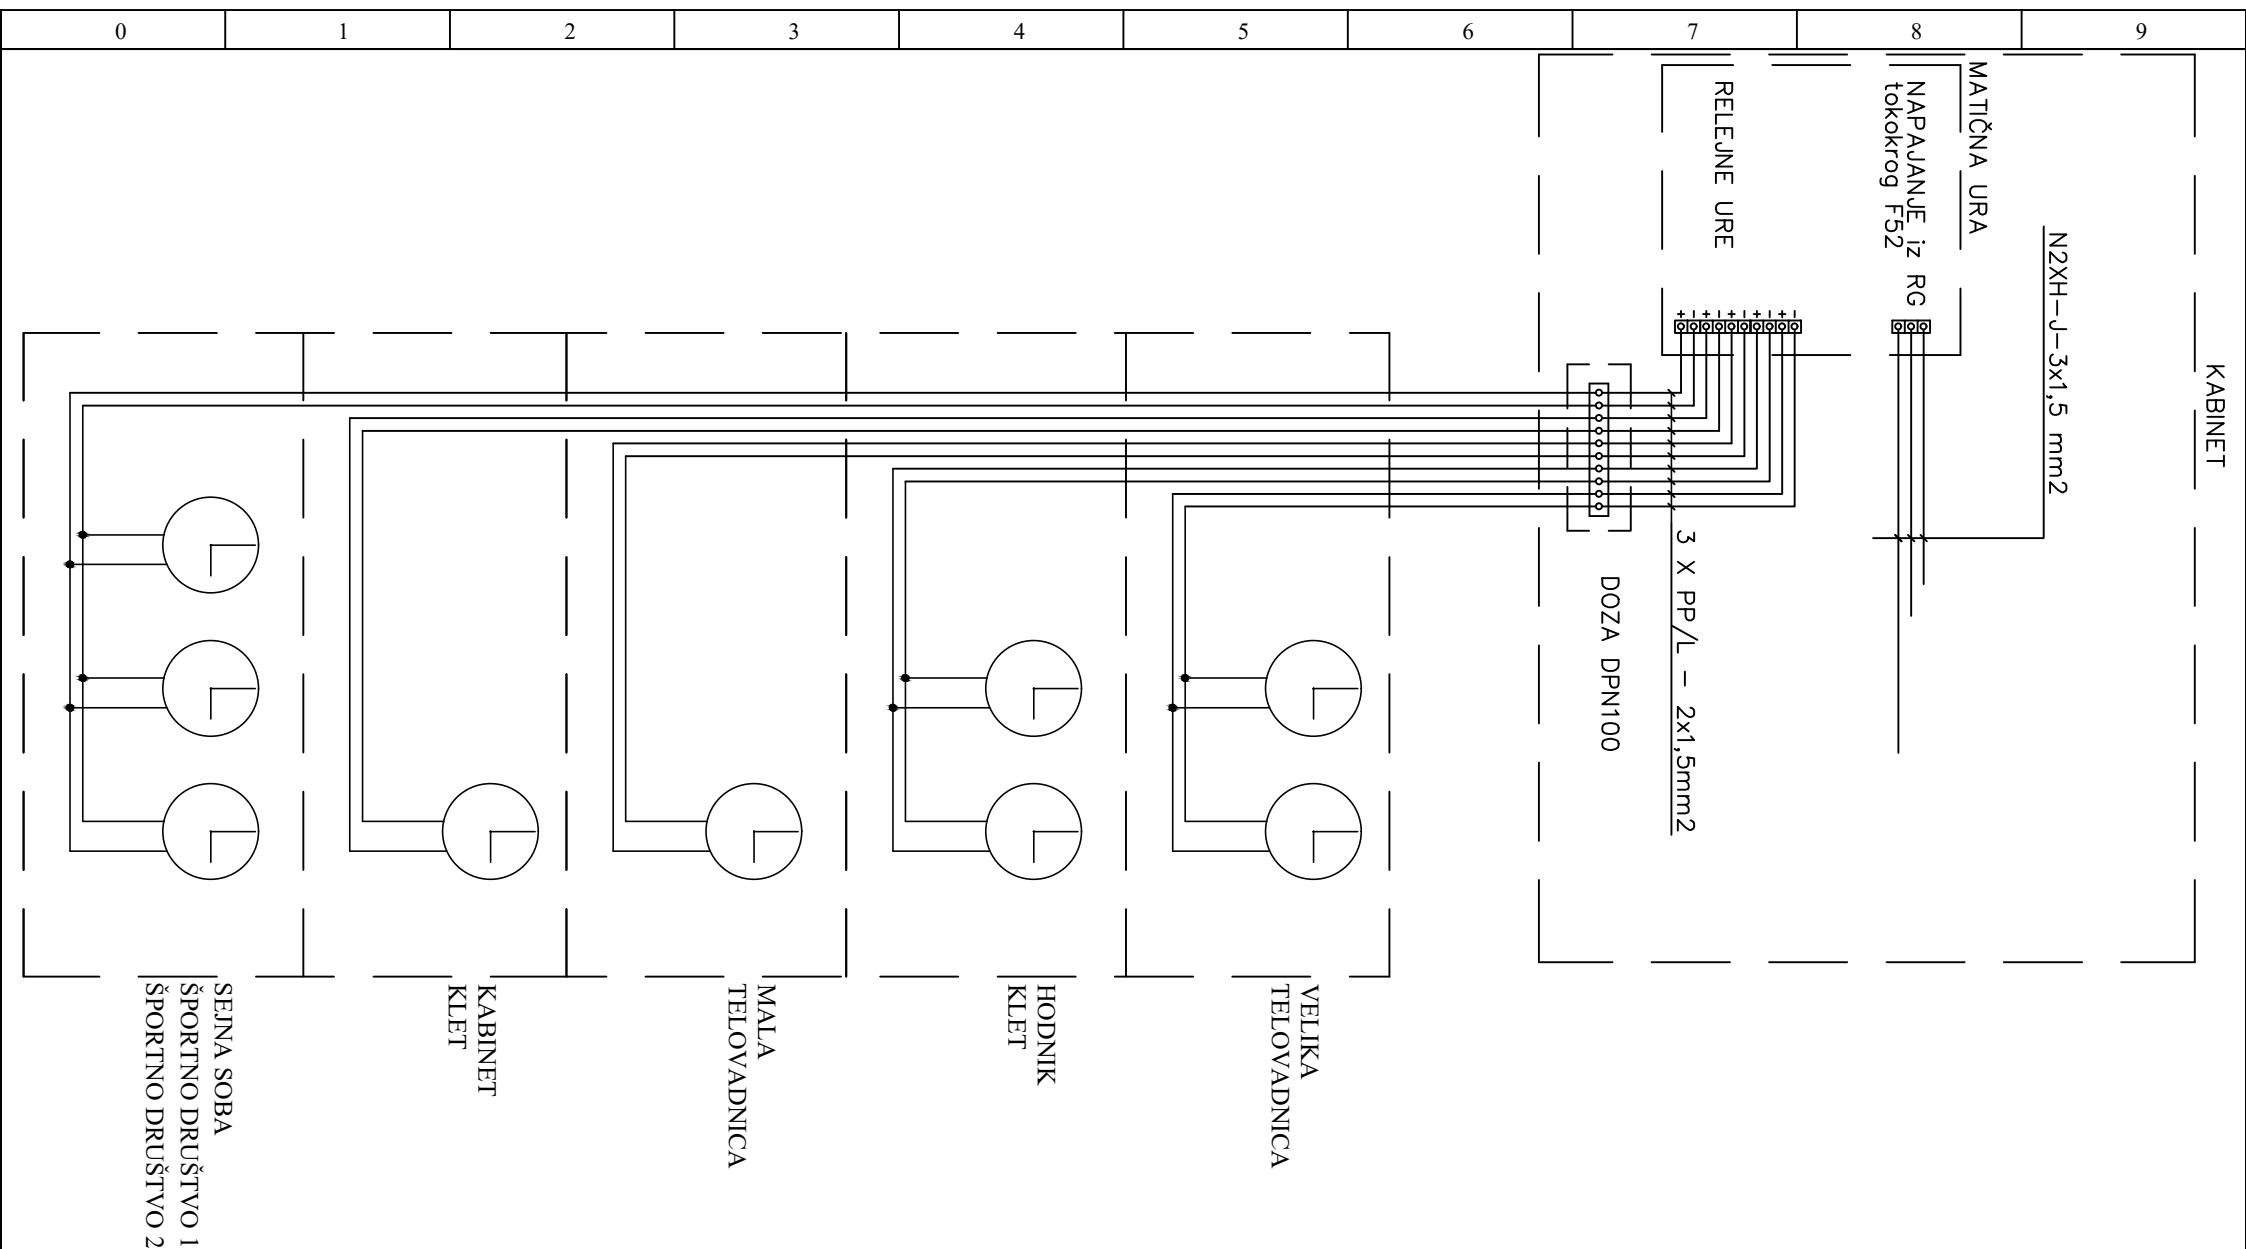 0 1 2 3 4 5 6 7 8 9
KABINET
N2XH-J-3x1,5 mm2
MATIČNA URA
NAPAJANJE iz RG
tokokrog F52
RELEJNE URE
+ - + - + - + - + -
3 X PP/L - 2x1,5mm2
DOZA DPN100
VELIKA
TELOVADNICA
HODNIK
KLET
MALA
TELOVADNICA
KABINET
KLET
SEJNA SOBA
ŠPORTNO DRUŠTVO 1
ŠPORTNO DRUŠTVO 2